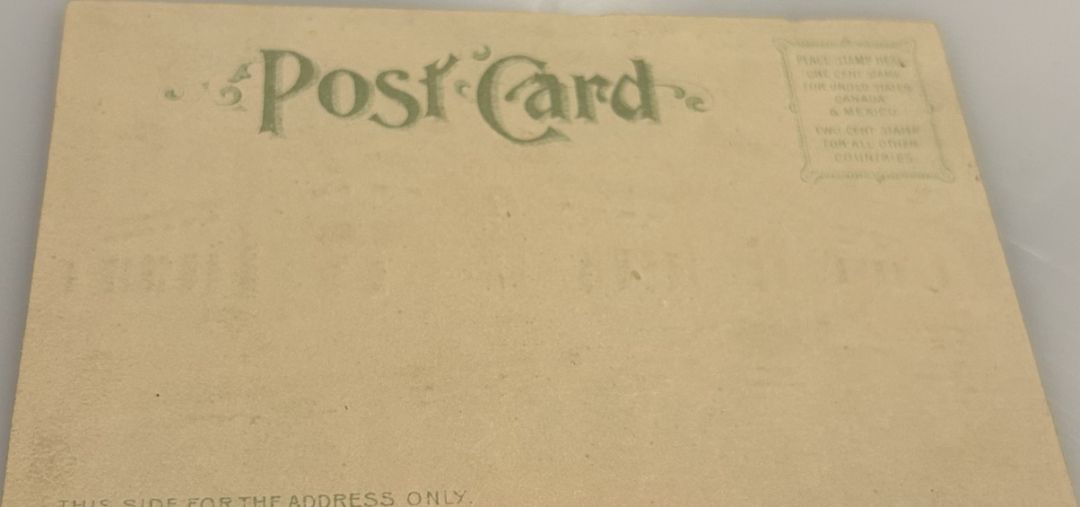 Post Card
PLACE STAMP HERE
ONE CENT STAMP
FOR UNITED STATES
CANADA
& MEXICO.
TWO CENT STAMP
FOR ALL OTHER
COUNTRIES
THIS SIDE FOR THE ADDRESS ONLY.